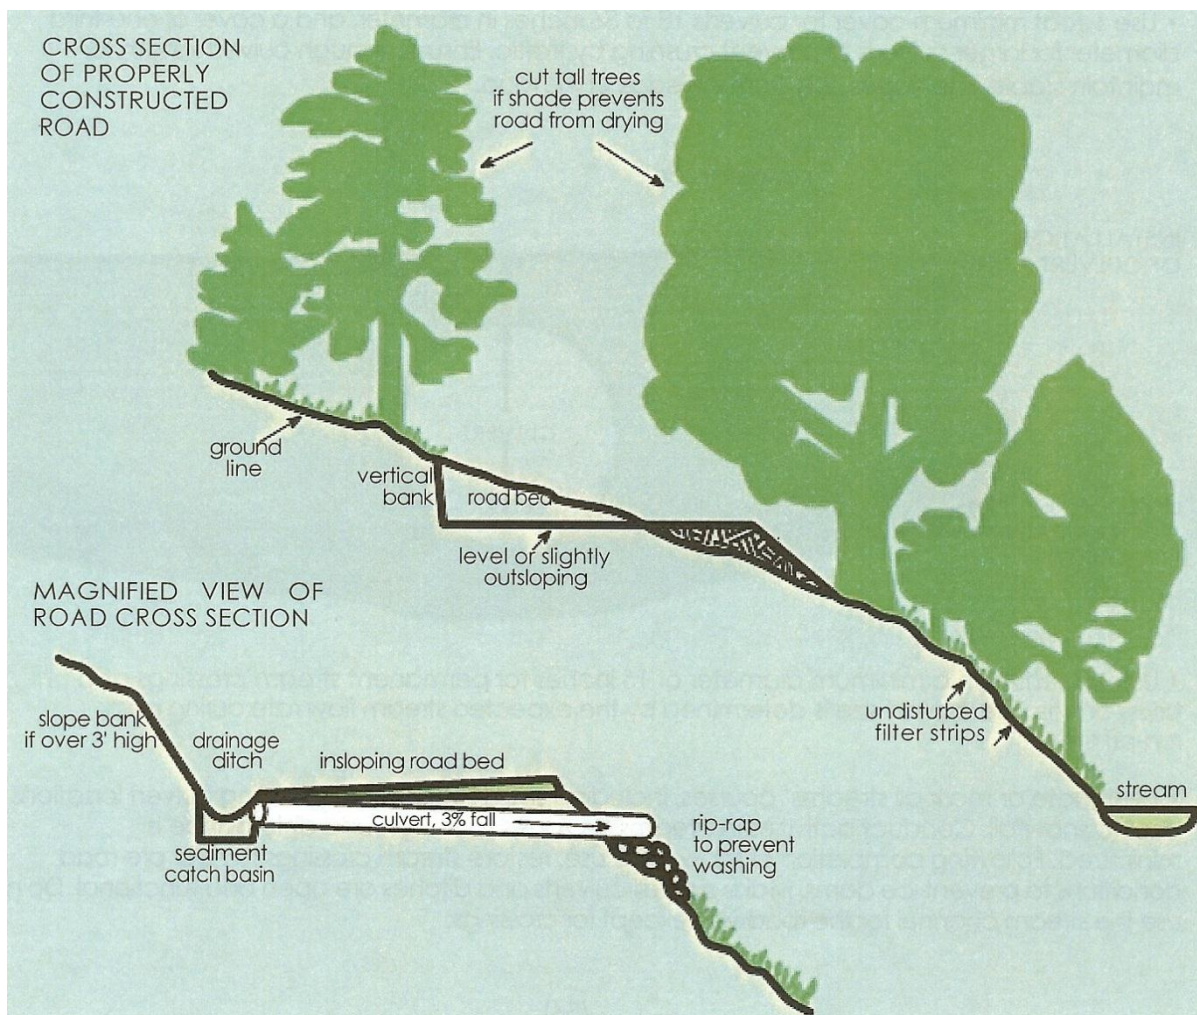 CROSS SECTION
OF PROPERLY
CONSTRUCTED
ROAD
cut tall trees
if shade prevents
road from drying
ground
line
vertical
bank
road bed
level or slightly
outsloping
undisturbed
filter strips
stream
MAGNIFIED VIEW OF
ROAD CROSS SECTION
slope bank
if over 3' high
drainage
ditch
insloping road bed
culvert, 3% fall
sediment
catch basin
rip-rap
to prevent
washing